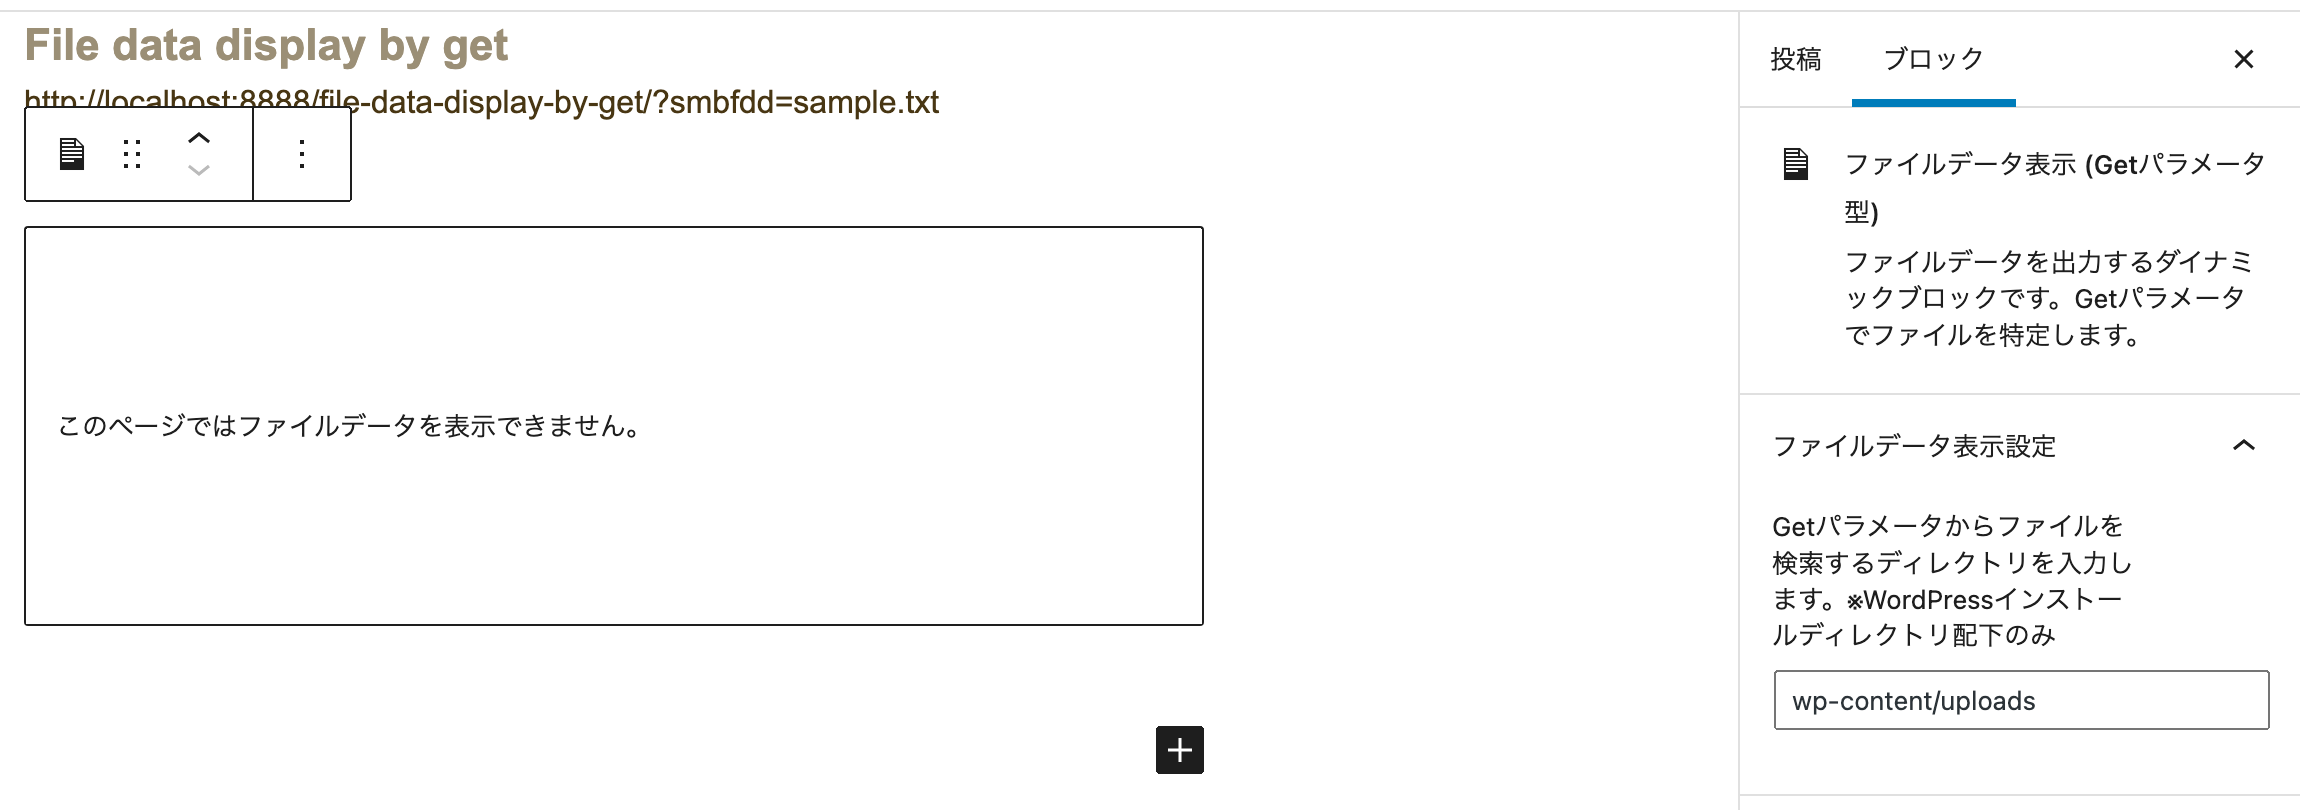 File data display by get
http://localhost:8888/file-data-display-by-get/?smbfdd=sample.txt
このページではファイルデータを表示できません。
投稿 ブロック
ファイルデータ表示 (Getパラメータ
型)
ファイルデータを出力するダイナミ
ックブロックです。Getパラメータ
でファイルを特定します。
ファイルデータ表示設定
Getパラメータからファイルを
検索するディレクトリを入力し
ます。※WordPressインストー
ルディレクトリ配下のみ
wp-content/uploads